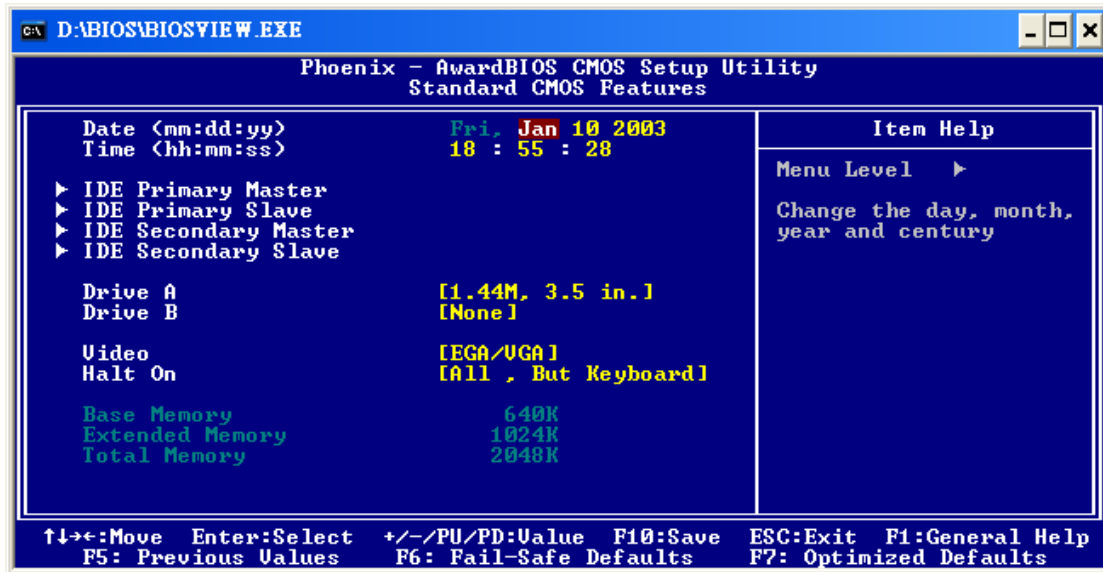 D:\BIOS\BIOSVIEW.EXE
Phoenix - AwardBIOS CMOS Setup Utility
Standard CMOS Features
Date (mm:dd:yy) Fri, Jan 10 2003
Time (hh:mm:ss) 18 : 55 : 28
► IDE Primary Master
► IDE Primary Slave
► IDE Secondary Master
► IDE Secondary Slave
Drive A [1.44M, 3.5 in.]
Drive B [None]
Video [EGA/VGA]
Halt On [All , But Keyboard]
Base Memory 640K
Extended Memory 1024K
Total Memory 2048K
Item Help
Menu Level ►
Change the day, month,
year and century
↑↓→←:Move Enter:Select +/-/PU/PD:Value F10:Save ESC:Exit F1:General Help
F5: Previous Values F6: Fail-Safe Defaults F7: Optimized Defaults